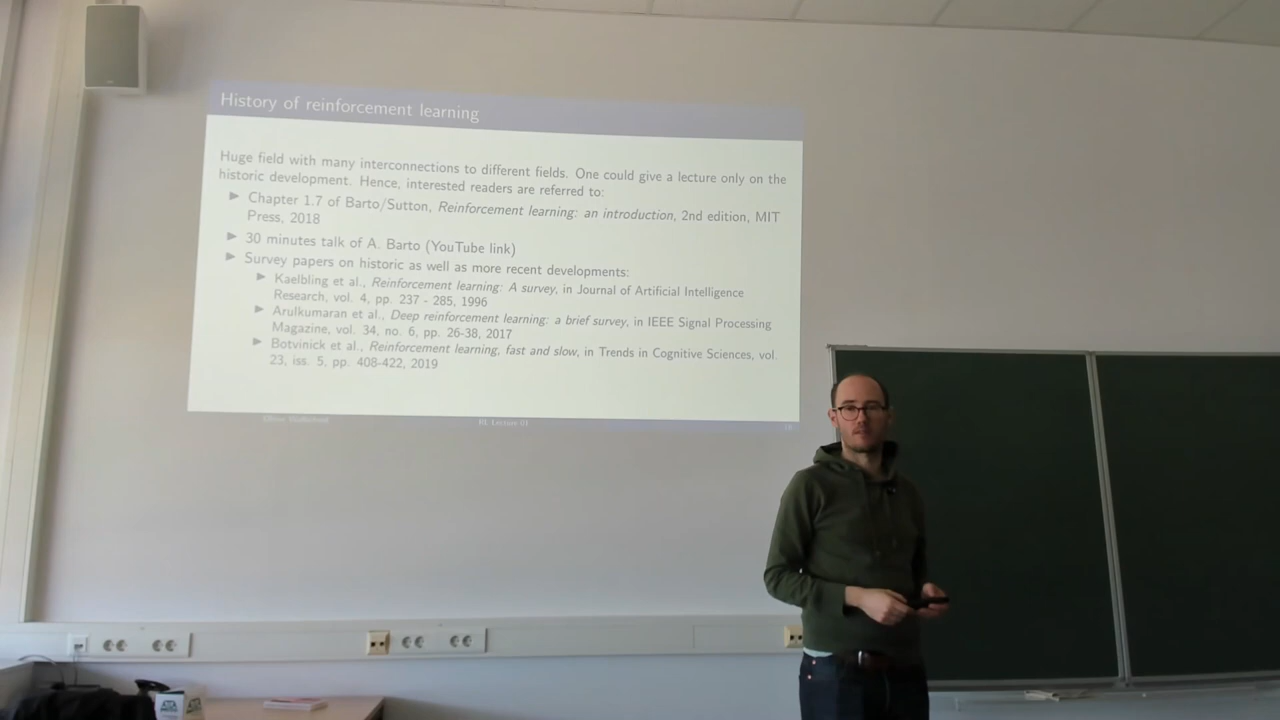 History of reinforcement learning
Huge field with many interconnections to different fields. One could give a lecture only on the
historic development. Hence, interested readers are referred to:
▶ Chapter 1.7 of Barto/Sutton, Reinforcement learning: an introduction, 2nd edition, MIT
Press, 2018
▶ 30 minutes talk of A. Barto (YouTube link)
▶ Survey papers on historic as well as more recent developments:
▶ Kaelbling et al., Reinforcement learning: A survey, in Journal of Artificial Intelligence
Research, vol. 4, pp. 237 - 285, 1996
▶ Arulkumaran et al., Deep reinforcement learning: a brief survey, in IEEE Signal Processing
Magazine, vol. 34, no. 6, pp. 26-38, 2017
▶ Botvinick et al., Reinforcement learning, fast and slow, in Trends in Cognitive Sciences, vol.
23, iss. 5, pp. 408-422, 2019
RL Lecture 01